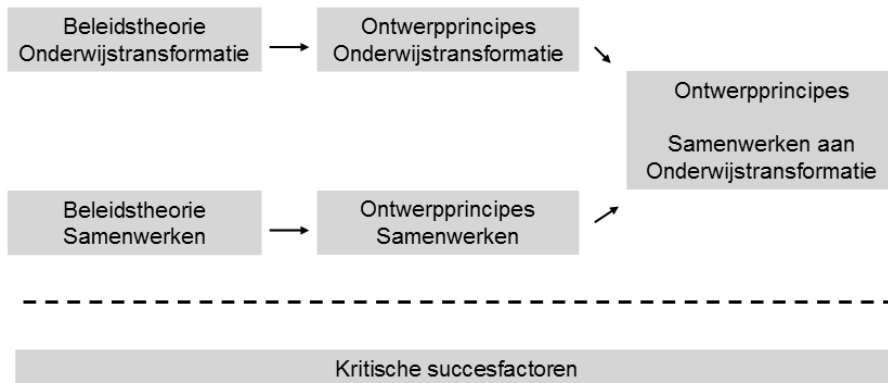 Beleidstheorie
Onderwijstransformatie
Ontwerpprincipes
Onderwijstransformatie
Ontwerpprincipes
Samenwerken aan
Onderwijstransformatie
Beleidstheorie
Samenwerken
Ontwerpprincipes
Samenwerken
Kritische succesfactoren